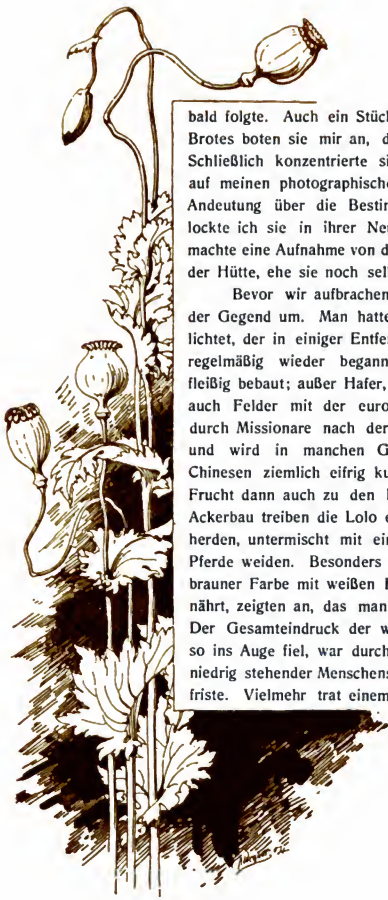 bald folgte. Auch ein Stück
Brotes boten sie mir an, d
Schließlich konzentrierte si
auf meinen photographische
Andeutung über die Bestin
lockte ich sie in ihrer Neu
machte eine Aufnahme von d
der Hütte, ehe sie noch sel
Bevor wir aufbrachen
der Gegend um. Man hatte
lichtet, der in einiger Entfe
regelmäßig wieder begann
fleißig bebaut; außer Hafer,
auch Felder mit der euro
durch Missionare nach der
und wird in manchen G
Chinesen ziemlich eifrig ku
Frucht dann auch zu den
Ackerbau treiben die Lolo e
herden, untermischt mit ein
Pferde weiden. Besonders
brauner Farbe mit weißen
nährt, zeigten an, das man
Der Gesamteindruck der w
so ins Auge fiel, war durch
niedrig stehender Menschens
friste. Vielmehr trat einem